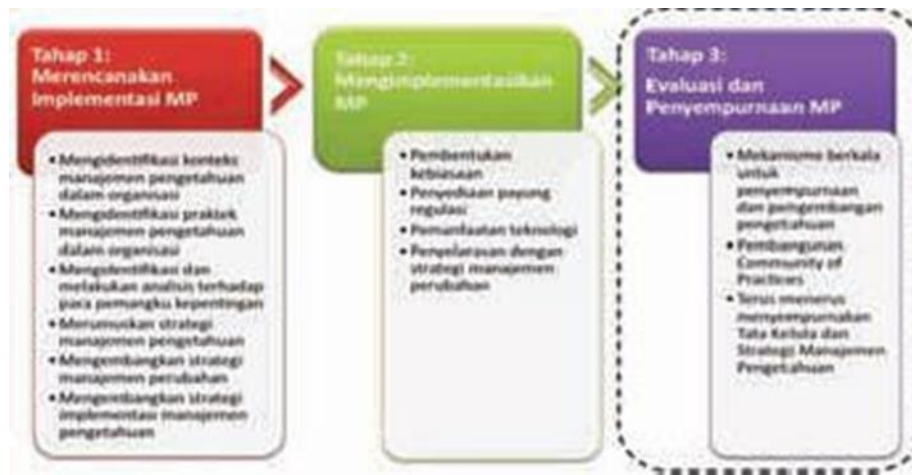 Tahap 1:
Merencanakan
Implementasi MP
• Mengidentifikasi konteks
manajemen pengetahuan
dalam organisasi
• Mengidentifikasi praktek
manajemen pengetahuan
dalam organisasi
• Mengidentifikasi dan
melakukan analisis terhadap
para pemangku kepentingan
• Merumuskan strategi
manajemen pengetahuan
• Mengembangkan strategi
manajemen perubahan
• Mengembangkan strategi
implementasi manajemen
pengetahuan
Tahap 2:
Mengimplementasikan
MP
• Pembentukan
kebiasaan
• Penyediaan payung
regulasi
• Pemanfaatan teknologi
• Penyelarasan dengan
strategi manajemen
perubahan
Tahap 3:
Evaluasi dan
Penyempurnaan MP
• Mekanisme berkala
untuk
penyempurnaan
dan pengembangan
pengetahuan
• Pembangunan
Community of
Practices
• Terus menerus
menyempurnakan
Tata Kelola dan
Strategi Manajemen
Pengetahuan